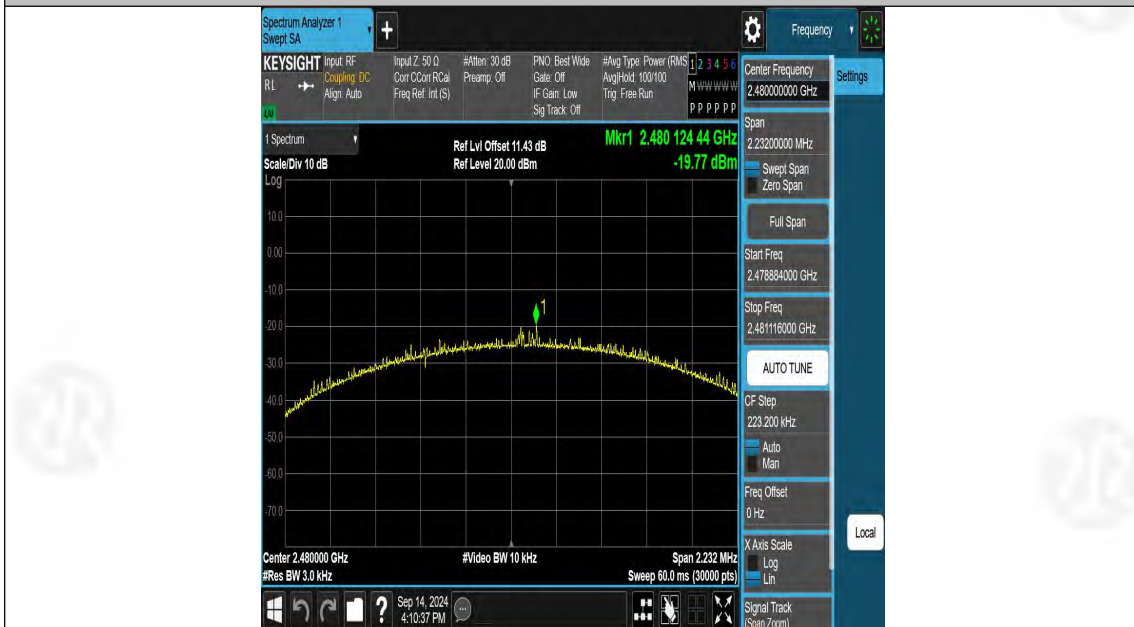 Spectrum Analyzer 1
Swept SA
+
Frequency
KEYSIGHT
RL
Input: RF
Coupling: DC
Align: Auto
Input Z: 50 Ω
Corr CCorr RCal
Freq Ref: Int (S)
#Atten: 30 dB
Preamp: Off
PNO: Best Wide
Gate: Off
IF Gain: Low
Sig Track: Off
#Avg Type: Power (RMS
Avg|Hold: 100/100
Trig: Free Run
1 2 3 4 5 6
M W W W W W
P P P P P P
1 Spectrum
Scale/Div 10 dB
Log
Ref Lvl Offset 11.43 dB
Ref Level 20.00 dBm
Mkr1 2.480 124 44 GHz
-19.77 dBm
10.0
0.00
-10.0
-20.0
-30.0
-40.0
-50.0
-60.0
-70.0
1
Center 2.480000 GHz
#Res BW 3.0 kHz
#Video BW 10 kHz
Span 2.232 MHz
Sweep 60.0 ms (30000 pts)
?
Sep 14, 2024
4:10:37 PM
Center Frequency
2.480000000 GHz
Settings
Span
2.23200000 MHz
Swept Span
Zero Span
Full Span
Start Freq
2.478884000 GHz
Stop Freq
2.481116000 GHz
AUTO TUNE
CF Step
223.200 kHz
Auto
Man
Freq Offset
0 Hz
X Axis Scale
Log
Lin
Local
Signal Track
(Span Zoom)